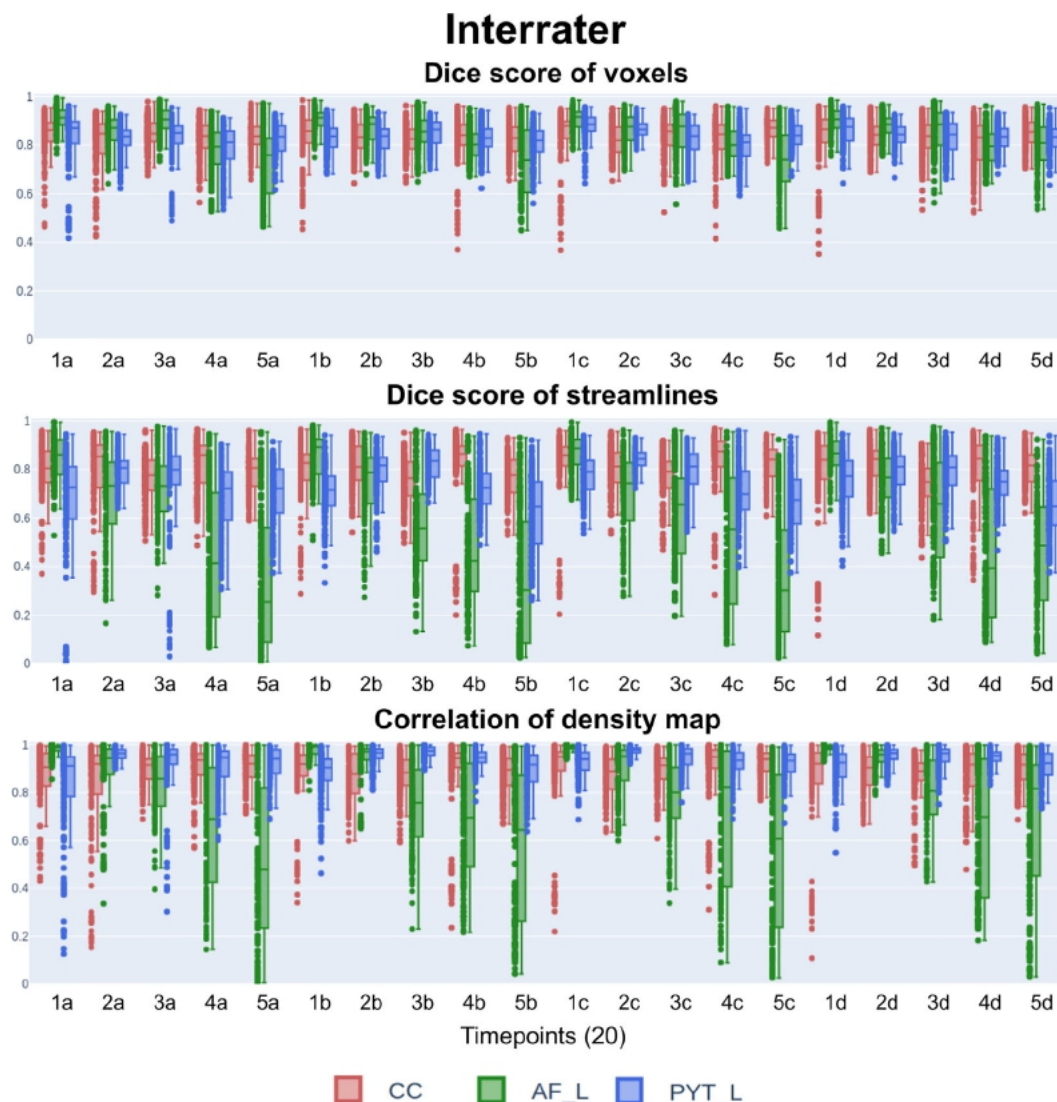 Interrater
Dice score of voxels
1
0.8
0.6
0.4
0.2
0
1a 2a 3a 4a 5a 1b 2b 3b 4b 5b 1c 2c 3c 4c 5c 1d 2d 3d 4d 5d
Dice score of streamlines
1
0.8
0.6
0.4
0.2
0
1a 2a 3a 4a 5a 1b 2b 3b 4b 5b 1c 2c 3c 4c 5c 1d 2d 3d 4d 5d
Correlation of density map
1
0.8
0.6
0.4
0.2
0
1a 2a 3a 4a 5a 1b 2b 3b 4b 5b 1c 2c 3c 4c 5c 1d 2d 3d 4d 5d
Timepoints (20)
CC AF_L PYT_L